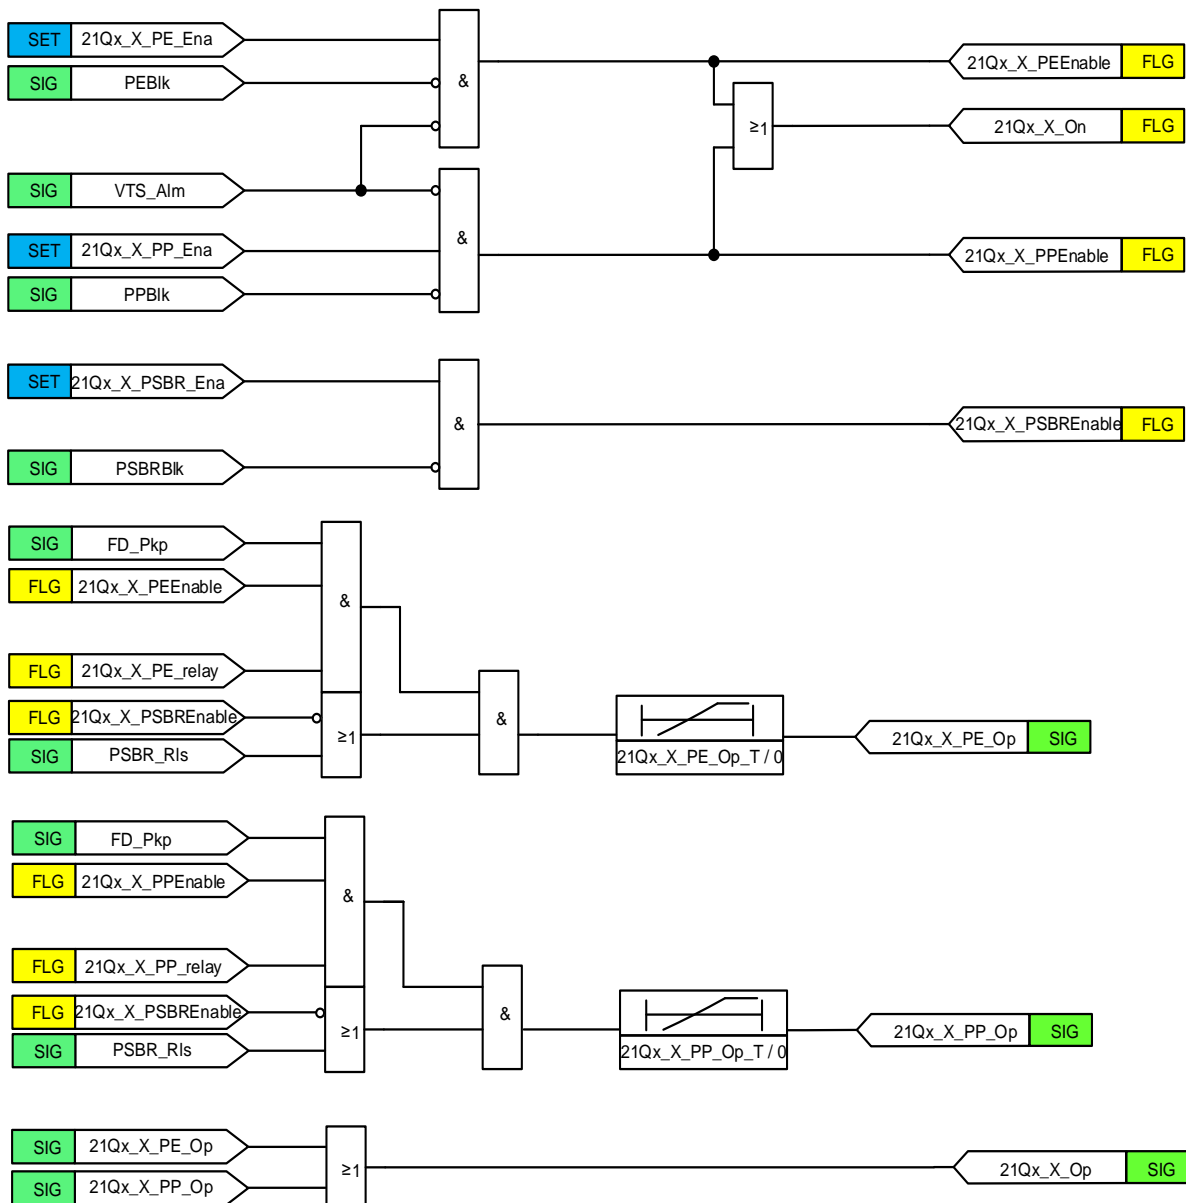 SET 21Qx_X_PE_Ena
SIG PEBlk
&
21Qx_X_PEEnable FLG
≥1
21Qx_X_On FLG
SIG VTS_Alm
SET 21Qx_X_PP_Ena
&
21Qx_X_PPEnable FLG
SIG PPBlk
SET 21Qx_X_PSBR_Ena
&
21Qx_X_PSBREnable FLG
SIG PSBRBlk
SIG FD_Pkp
FLG 21Qx_X_PEEnable
&
FLG 21Qx_X_PE_relay
FLG 21Qx_X_PSBREnable
≥1
SIG PSBR_Rls
&
21Qx_X_PE_Op_T / 0
21Qx_X_PE_Op SIG
SIG FD_Pkp
FLG 21Qx_X_PPEnable
&
FLG 21Qx_X_PP_relay
FLG 21Qx_X_PSBREnable
≥1
SIG PSBR_Rls
&
21Qx_X_PP_Op_T / 0
21Qx_X_PP_Op SIG
SIG 21Qx_X_PE_Op
≥1
21Qx_X_Op SIG
SIG 21Qx_X_PP_Op